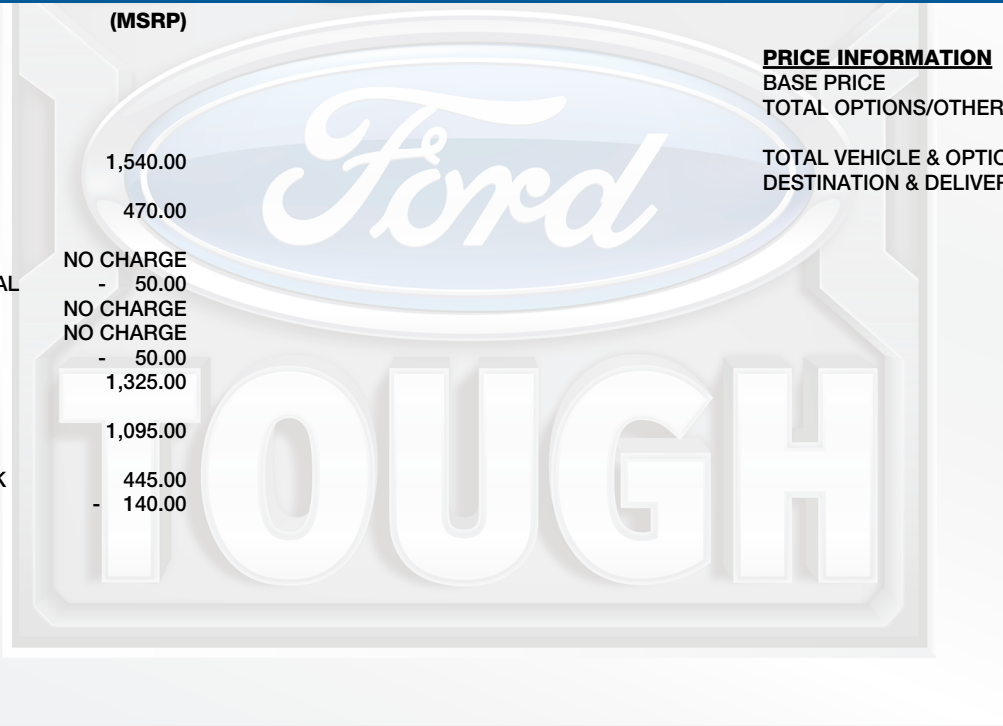 (MSRP)
1,540.00
470.00
NO CHARGE
AL - 50.00
NO CHARGE
NO CHARGE
- 50.00
1,325.00
1,095.00
K 445.00
- 140.00
PRICE INFORMATION
BASE PRICE
TOTAL OPTIONS/OTHER
TOTAL VEHICLE & OPTIO
DESTINATION & DELIVER
Ford
TOUGH